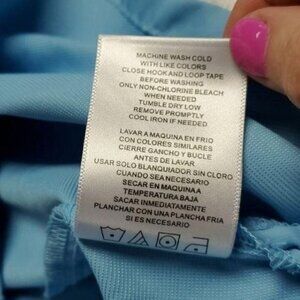 MACHINE WASH COLD
WITH LIKE COLORS
CLOSE HOOK AND LOOP TAPE
BEFORE WASHING
ONLY NON-CHLORINE BLEACH
WHEN NEEDED
TUMBLE DRY LOW
REMOVE PROMPTLY
COOL IRON IF NEEDED
LAVAR A MAQUINA EN FRIO
CON COLORES SIMILARES
CIERRE GANCHO Y BUCLE
ANTES DE LAVAR
USAR SOLO BLANQUADOR SIN CLORO
CUANDO SEA NECESARIO
SECAR EN MAQUINA A
TEMPERATURA BAJA
SACAR INMEDIATAMENTE
PLANCHAR CON UNA PLANCHA FRIA
SI ES NECESARIO